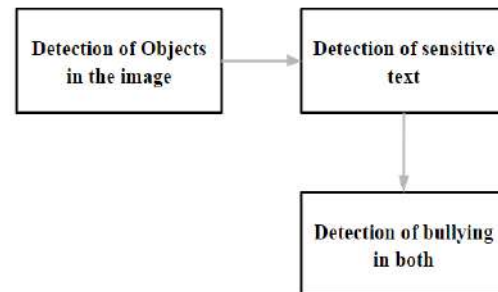 Detection of Objects
in the image
Detection of sensitive
text
Detection of bullying
in both